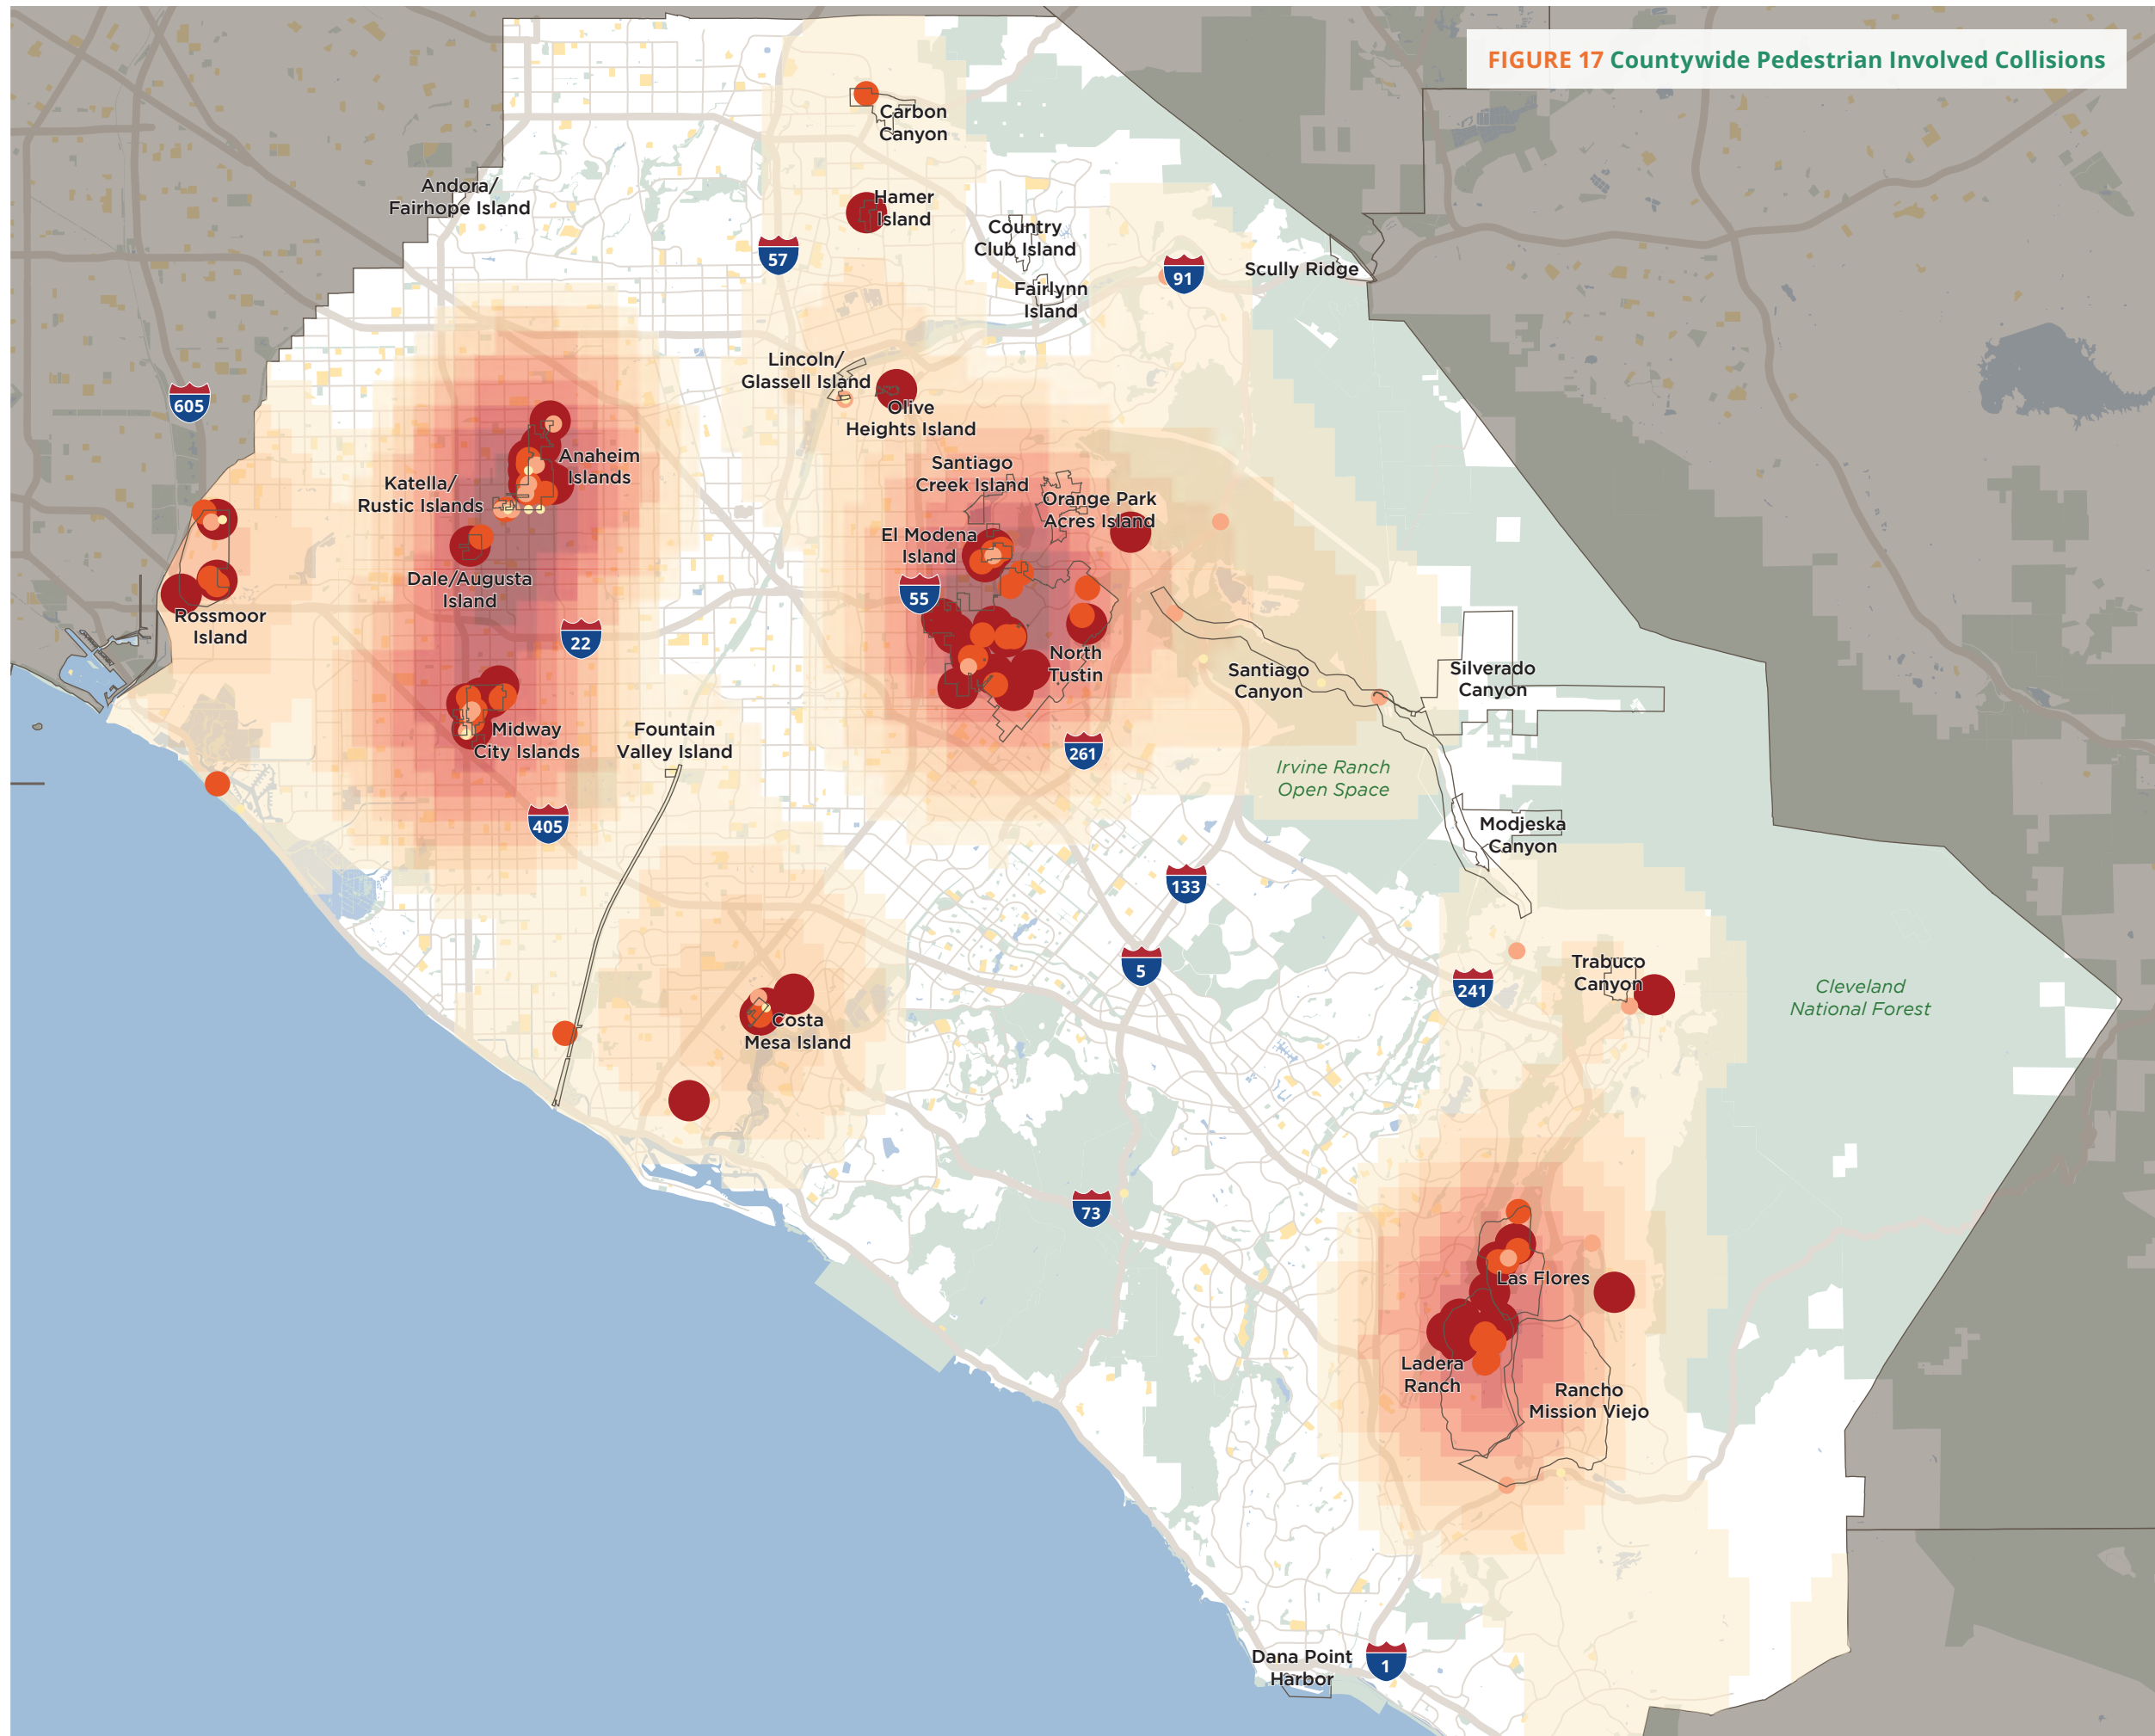 FIGURE 17 Countywide Pedestrian Involved Collisions
Carbon
Canyon
Andora/
Fairhope Island
Hamer
Island
Country
Club Island
57
91
Scully Ridge
Fairlynn
Island
Lincoln/
Glassell Island
605
Olive
Heights Island
Anaheim
Islands
Santiago
Creek Island
Katella/
Rustic Islands
Orange Park
Acres Island
El Modena
Island
Dale/Augusta
Island
55
Rossmoor
Island
22
North
Tustin
Santiago
Canyon
Silverado
Canyon
Midway
City Islands
Fountain
Valley Island
261
Irvine Ranch
Open Space
405
Modjeska
Canyon
133
5
Trabuco
Canyon
241
Cleveland
National Forest
Costa
Mesa Island
73
Las Flores
Ladera
Ranch
Rancho
Mission Viejo
Dana Point
Harbor
1